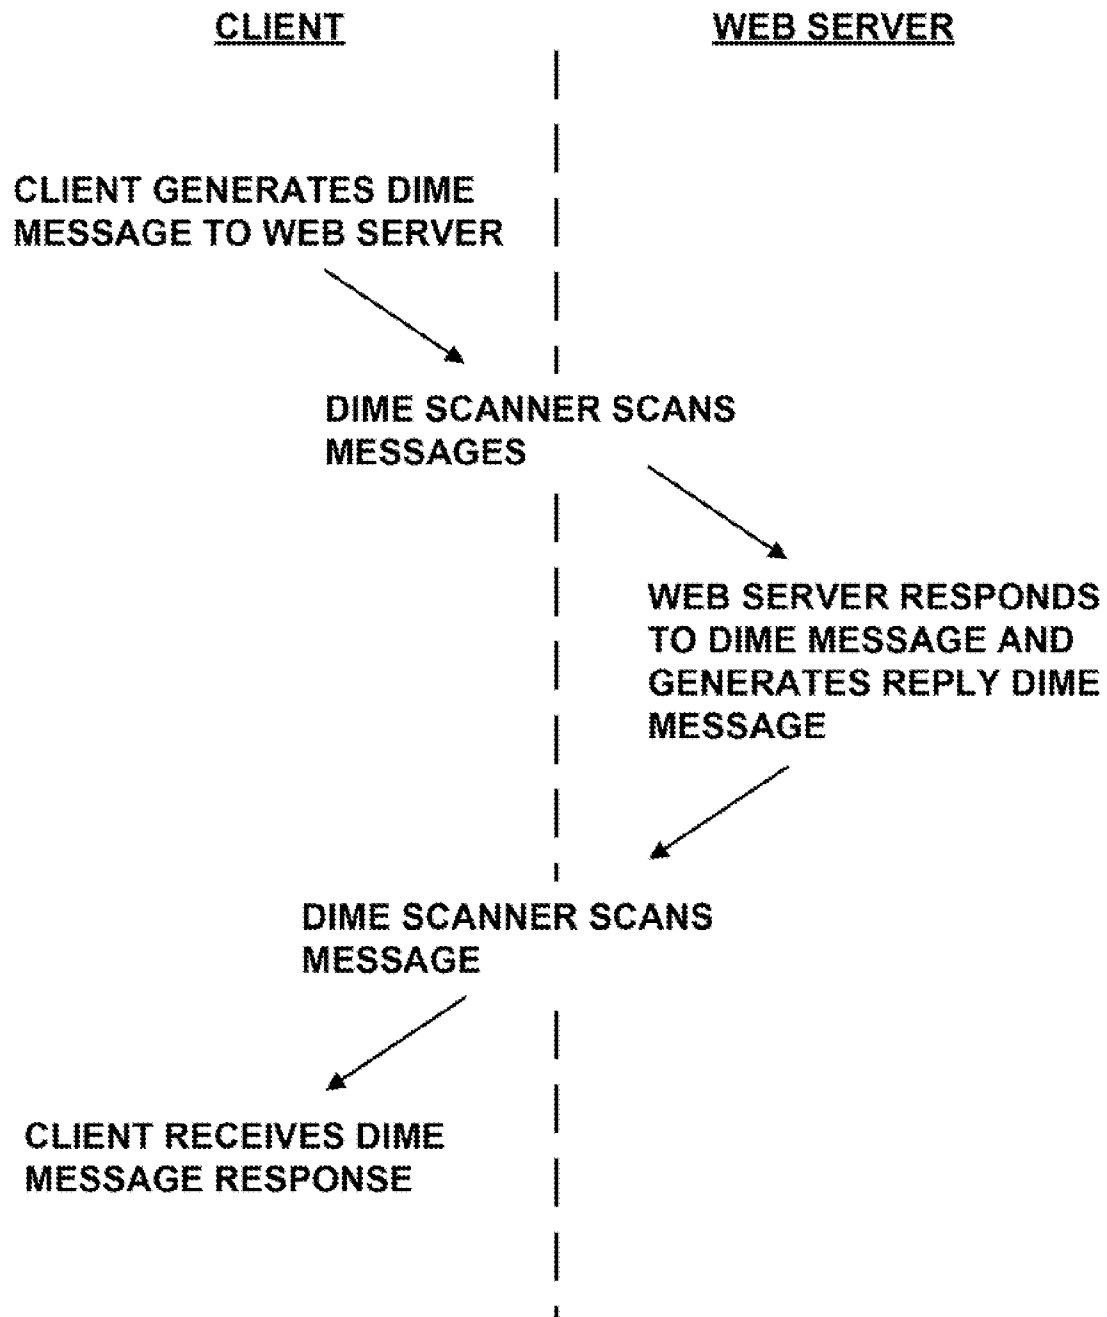 CLIENT
WEB SERVER
CLIENT GENERATES DIME
MESSAGE TO WEB SERVER
DIME SCANNER SCANS
MESSAGES
WEB SERVER RESPONDS
TO DIME MESSAGE AND
GENERATES REPLY DIME
MESSAGE
DIME SCANNER SCANS
MESSAGE
CLIENT RECEIVES DIME
MESSAGE RESPONSE